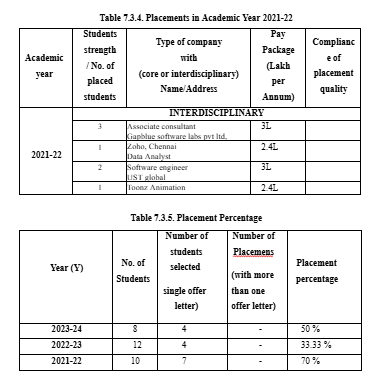 Table 7.3.4. Placements in Academic Year 2021-22
Academic year
Students strength / No. of placed students
Type of company with (core or interdisciplinary) Name/Address
Pay Package (Lakh per Annum)
Complianc e of placement quality
2021-22
INTERDISCIPLINARY
3 Associate consultant 3L
Gapblue software labs pvt ltd,
1 Zoho, Chennai 2.4L
Data Analyst
2 Software engineer 3L
UST global
1 Toonz Animation 2.4L
Table 7.3.5. Placement Percentage
Year (Y)
No. of Students
Number of students selected single offer letter)
Number of Placemens (with more than one offer letter)
Placement percentage
2023-24 8 4 - 50 %
2022-23 12 4 - 33.33 %
2021-22 10 7 - 70 %